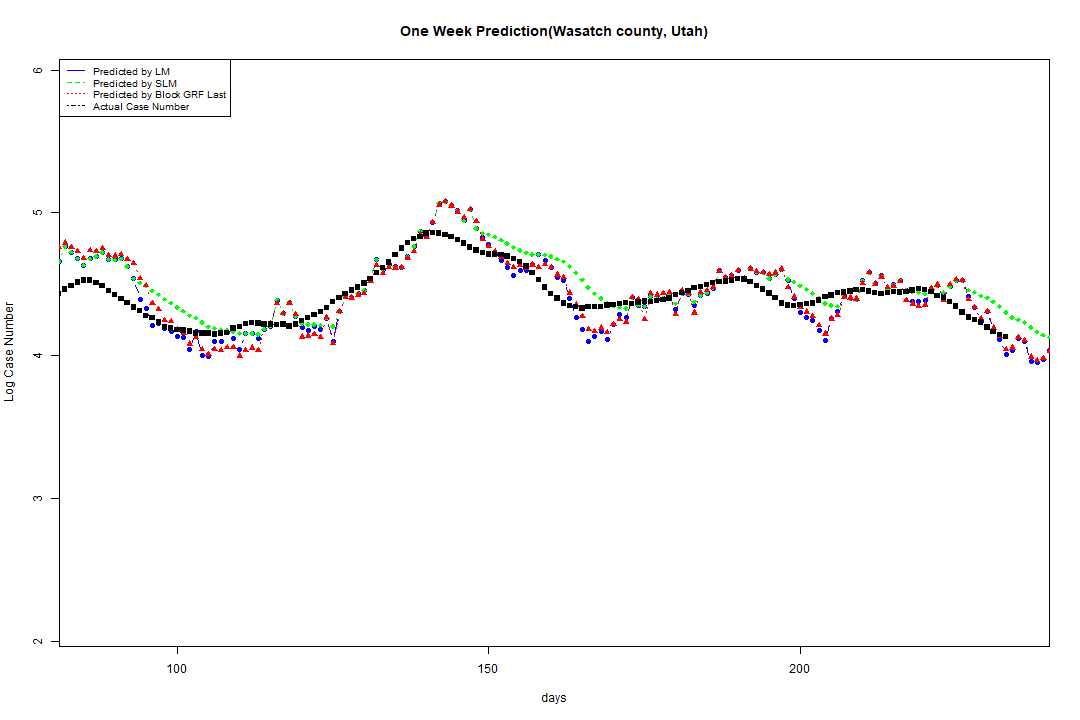 One Week Prediction(Wasatch county, Utah)
Predicted by LM
Predicted by SLM
Predicted by Block GRF Last
Actual Case Number
6
5
4
3
2
Log Case Number
100 150 200
days